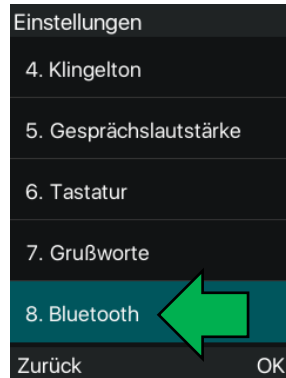 Einstellungen
4. Klingelton
5. Gesprächslautstärke
6. Tastatur
7. Grußworte
8. Bluetooth
Zurück OK